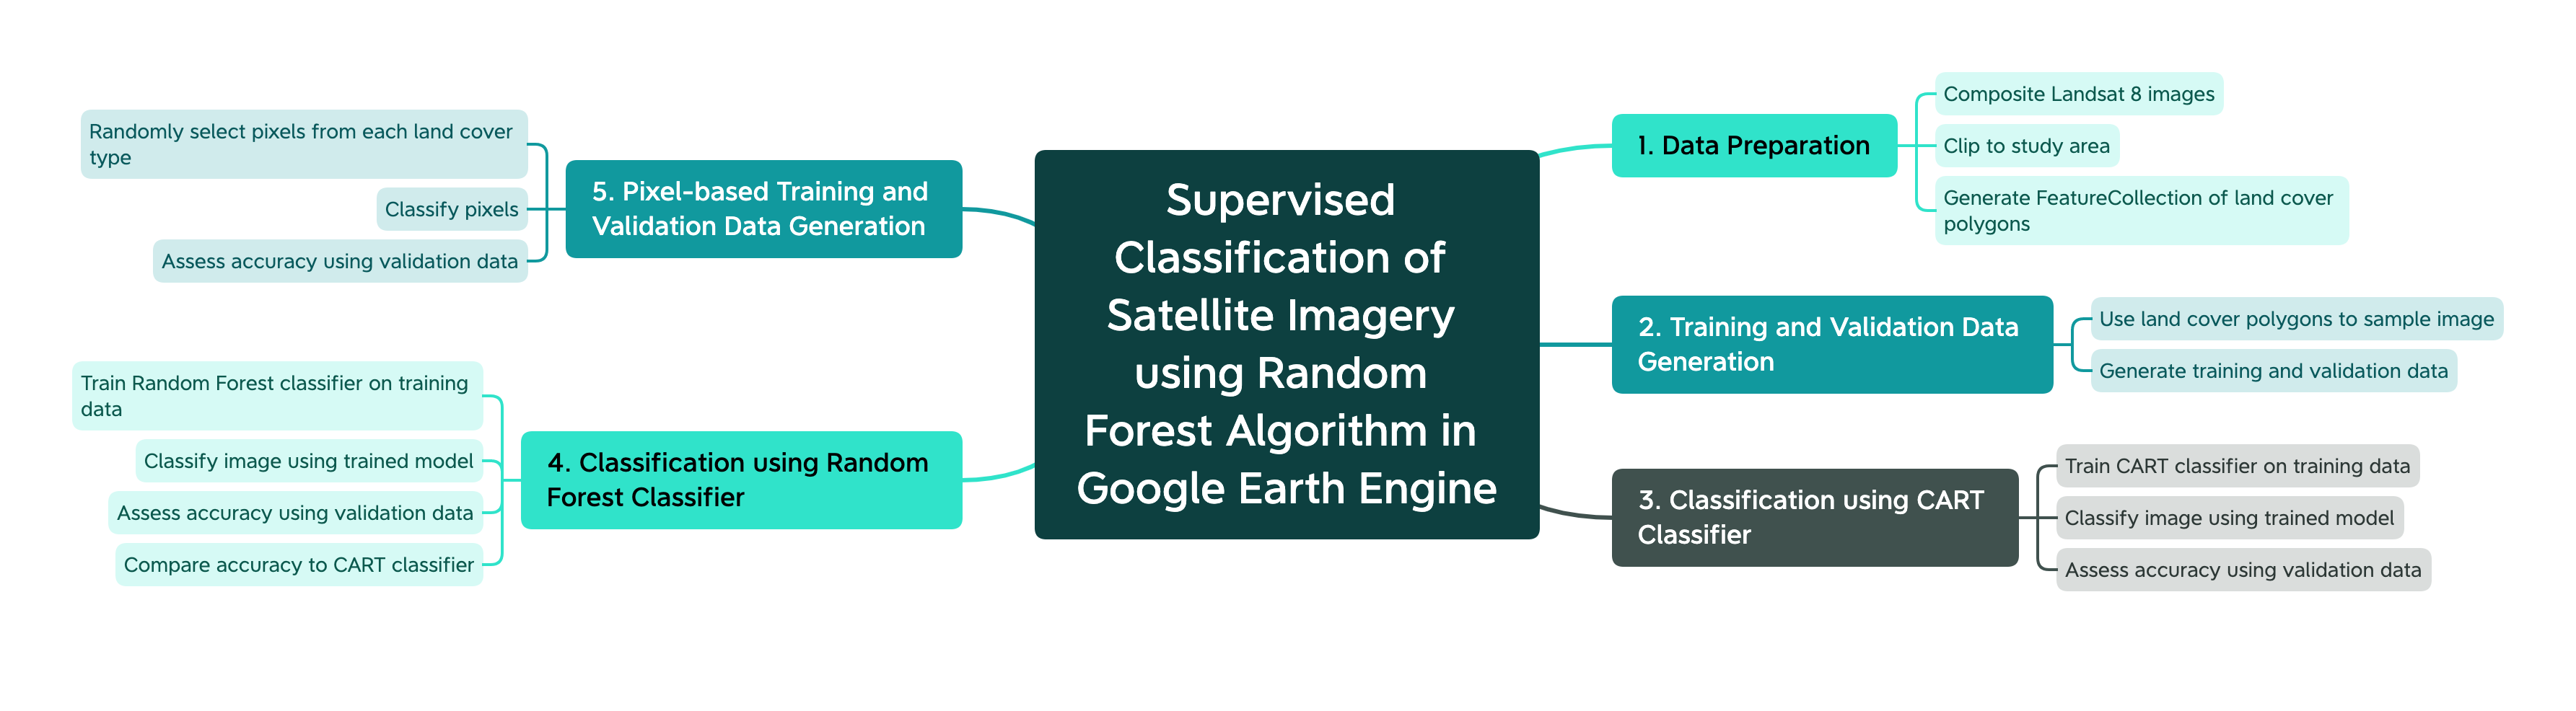 Supervised
Classification of
Satellite Imagery
using Random
Forest Algorithm in
Google Earth Engine
1. Data Preparation
Composite Landsat 8 images
Clip to study area
Generate FeatureCollection of land cover
polygons
2. Training and Validation Data
Generation
Use land cover polygons to sample image
Generate training and validation data
3. Classification using CART
Classifier
Train CART classifier on training data
Classify image using trained model
Assess accuracy using validation data
4. Classification using Random
Forest Classifier
Train Random Forest classifier on training
data
Classify image using trained model
Assess accuracy using validation data
Compare accuracy to CART classifier
5. Pixel-based Training and
Validation Data Generation
Randomly select pixels from each land cover
type
Classify pixels
Assess accuracy using validation data